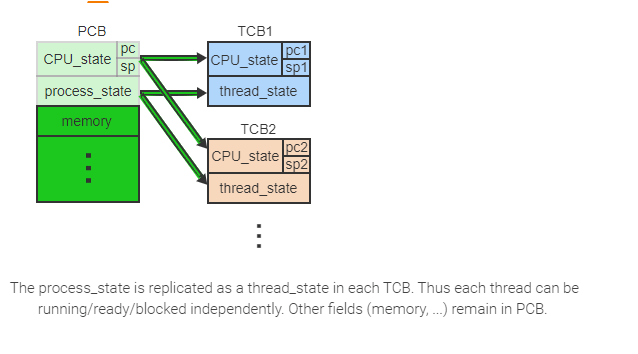 PCB
CPU_state
pc
sp
process_state
memory
TCB1
CPU_state
pc1
sp1
thread_state
TCB2
CPU_state
pc2
sp2
thread_state
The process_state is replicated as a thread_state in each TCB. Thus each thread can be
running/ready/blocked independently. Other fields (memory, ...) remain in PCB.